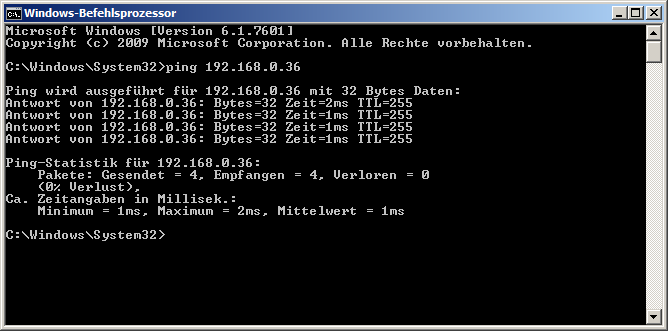 Windows-Befehlsprozessor
Microsoft Windows [Version 6.1.7601]
Copyright (c) 2009 Microsoft Corporation. Alle Rechte vorbehalten.
C:\Windows\System32>ping 192.168.0.36
Ping wird ausgeführt für 192.168.0.36 mit 32 Bytes Daten:
Antwort von 192.168.0.36: Bytes=32 Zeit=2ms TTL=255
Antwort von 192.168.0.36: Bytes=32 Zeit=1ms TTL=255
Antwort von 192.168.0.36: Bytes=32 Zeit=1ms TTL=255
Antwort von 192.168.0.36: Bytes=32 Zeit=1ms TTL=255
Ping-Statistik für 192.168.0.36:
    Pakete: Gesendet = 4, Empfangen = 4, Verloren = 0
    (0% Verlust),
Ca. Zeitangaben in Millisek.:
    Minimum = 1ms, Maximum = 2ms, Mittelwert = 1ms
C:\Windows\System32>